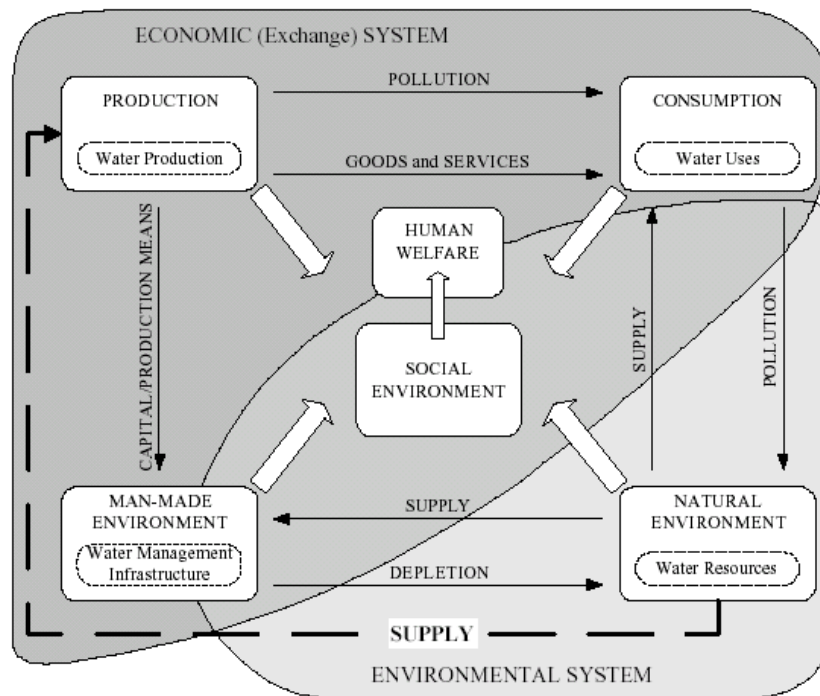 ECONOMIC (Exchange) SYSTEM
PRODUCTION
Water Production
POLLUTION
GOODS and SERVICES
CONSUMPTION
Water Uses
HUMAN
WELFARE
CAPITAL/PRODUCTION MEANS
SOCIAL
ENVIRONMENT
SUPPLY
POLLUTION
MAN-MADE
ENVIRONMENT
Water Management
Infrastructure
SUPPLY
DEPLETION
NATURAL
ENVIRONMENT
Water Resources
SUPPLY
ENVIRONMENTAL SYSTEM